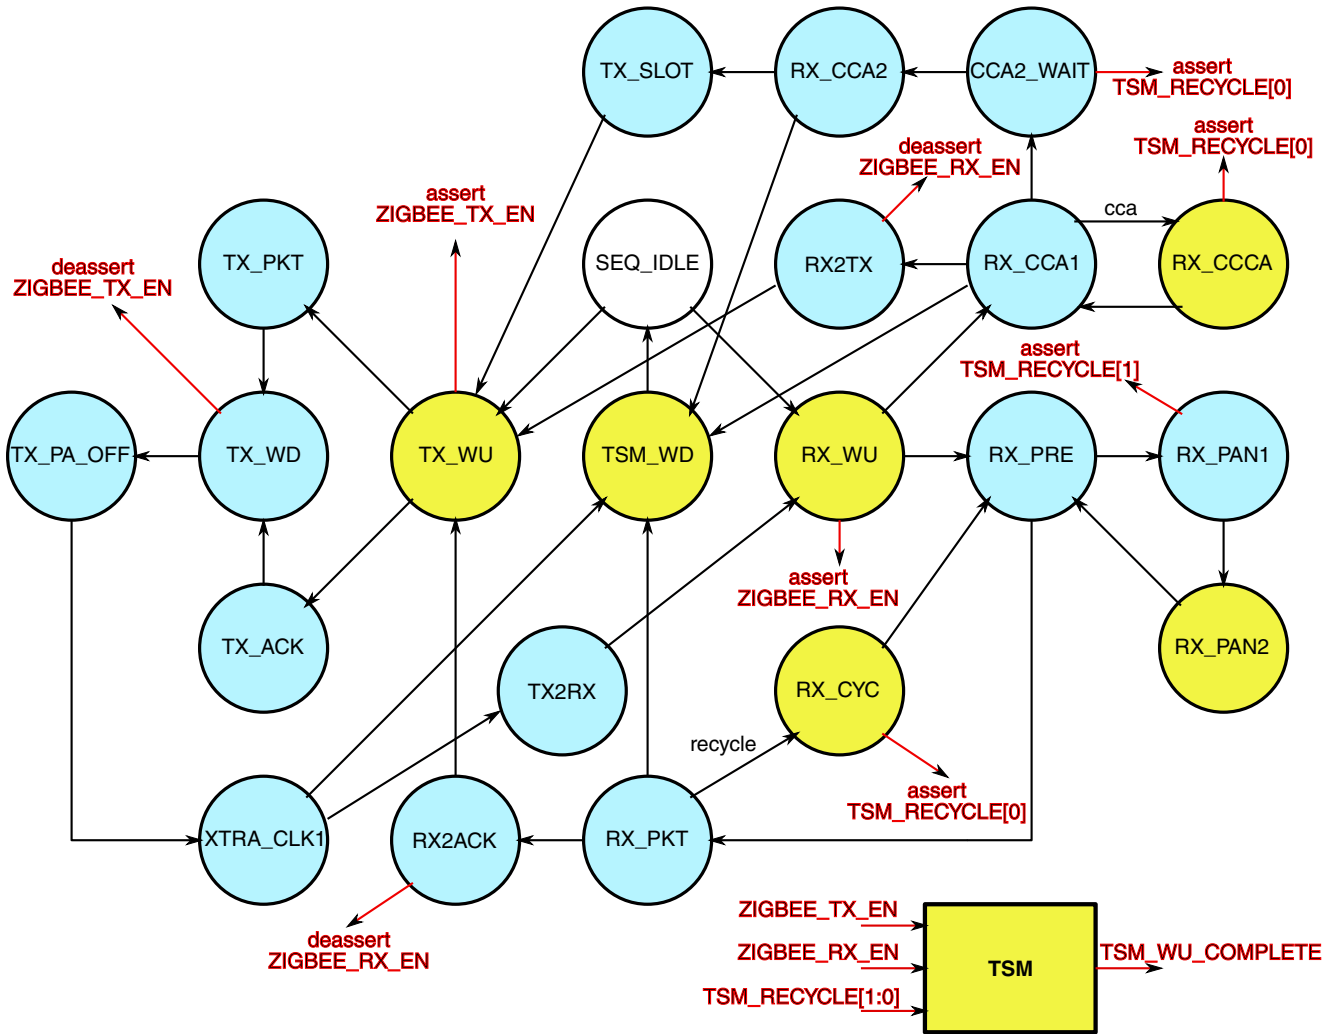 TX_SLOT
RX_CCA2
CCA2_WAIT
assert
TSM_RECYCLE[0]
assert
TSM_RECYCLE[0]
deassert
ZIGBEE_RX_EN
assert
ZIGBEE_TX_EN
cca
TX_PKT
SEQ_IDLE
RX2TX
RX_CCA1
RX_CCCA
deassert
ZIGBEE_TX_EN
assert
TSM_RECYCLE[1]
TX_PA_OFF
TX_WD
TX_WU
TSM_WD
RX_WU
RX_PRE
RX_PAN1
assert
ZIGBEE_RX_EN
TX_ACK
TX2RX
RX_CYC
RX_PAN2
recycle
assert
TSM_RECYCLE[0]
XTRA_CLK1
RX2ACK
RX_PKT
deassert
ZIGBEE_RX_EN
ZIGBEE_TX_EN
ZIGBEE_RX_EN
TSM_RECYCLE[1:0]
TSM
TSM_WU_COMPLETE